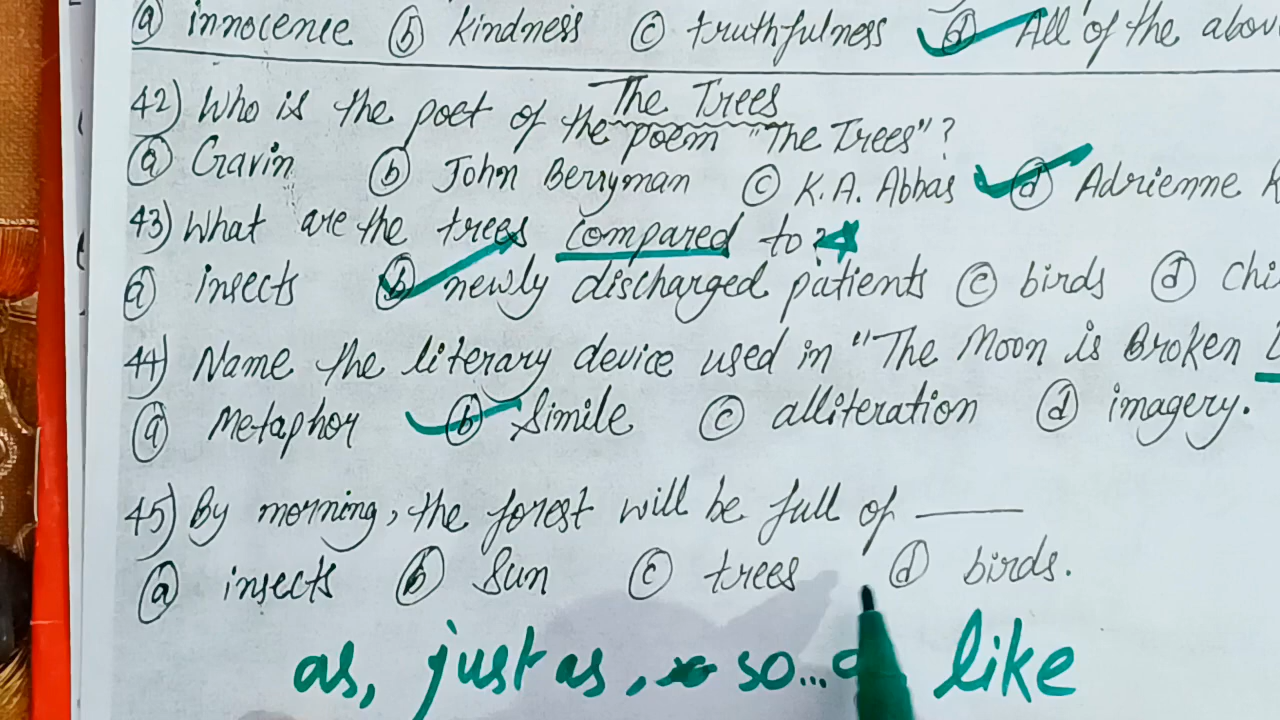 ⓐ innocence ⓑ kindness ⓒ truthfulness ⓓ All of the
The Trees
42) Who is the poet of the poem "The Trees"?
ⓐ Gavin ⓑ John Berryman ⓒ K.A. Abbas ⓓ Adrienne
43) What are the trees compared to?
ⓐ insects ⓑ newly discharged patients ⓒ birds ⓓ
44) Name the literary device used in "The Moon is Broken
ⓐ Metaphor ⓑ Simile ⓒ alliteration ⓓ imagery.
45) By morning, the forest will be full of ____
ⓐ insects ⓑ Sun ⓒ trees ⓓ birds.
as, just as, so... like